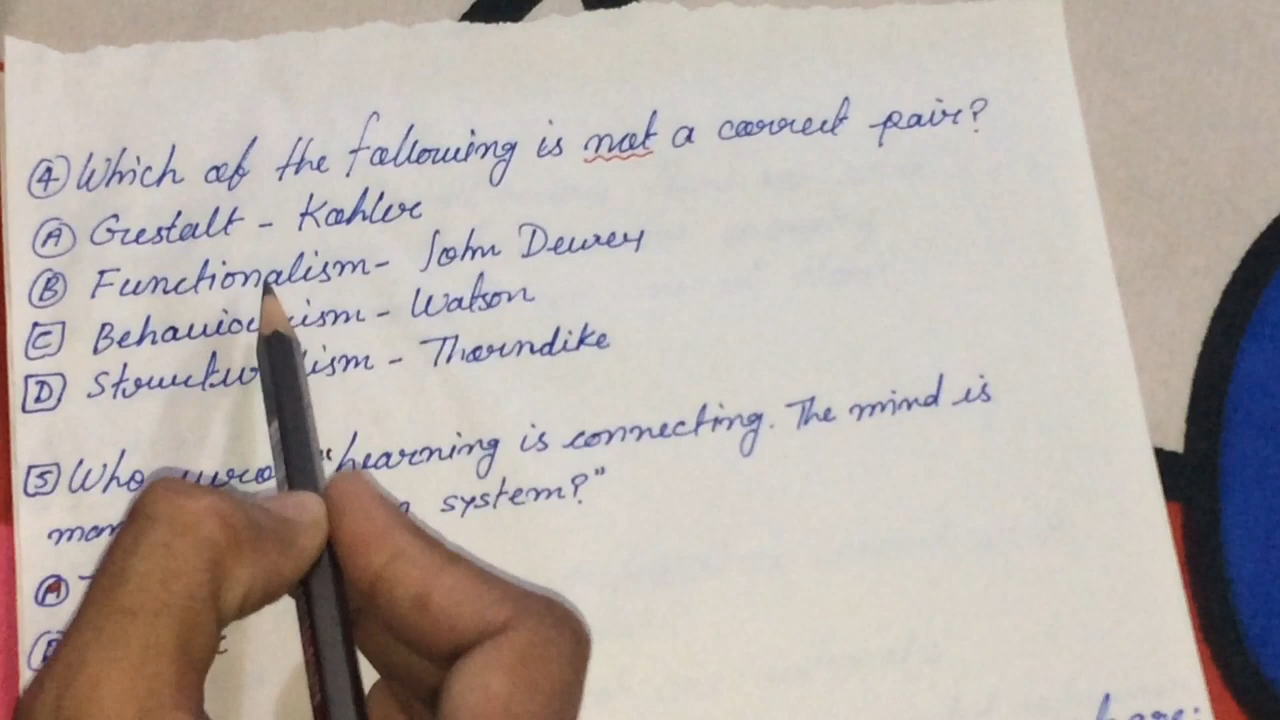 ④ Which of the following is not a correct pair?
Ⓐ Gestalt - Kohler
Ⓑ Functionalism - John Dewey
C Behaviourism - Watson
D Structuralism - Thorndike
5 Who "Learning is connecting. The mind is
system?"
A